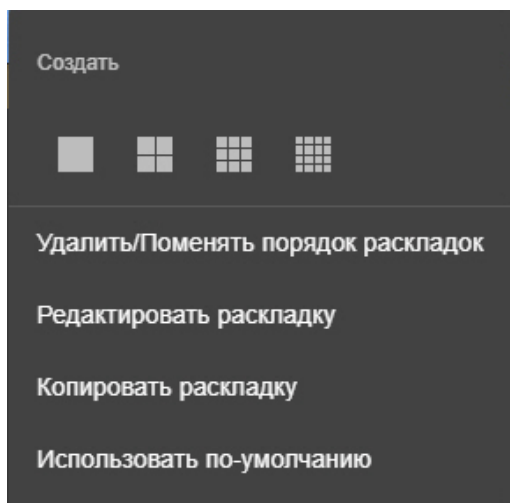 Создать
Удалить/Поменять порядок раскладок
Редактировать раскладку
Копировать раскладку
Использовать по-умолчанию